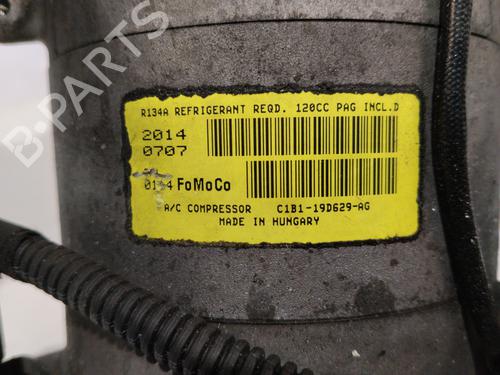 R134A REFRIGERANT REQD. 120CC PAG INCL.D
2014
0707
FoMoCo
A/C COMPRESSOR C1B1-19D629-AG
MADE IN HUNGARY
B-PARTS